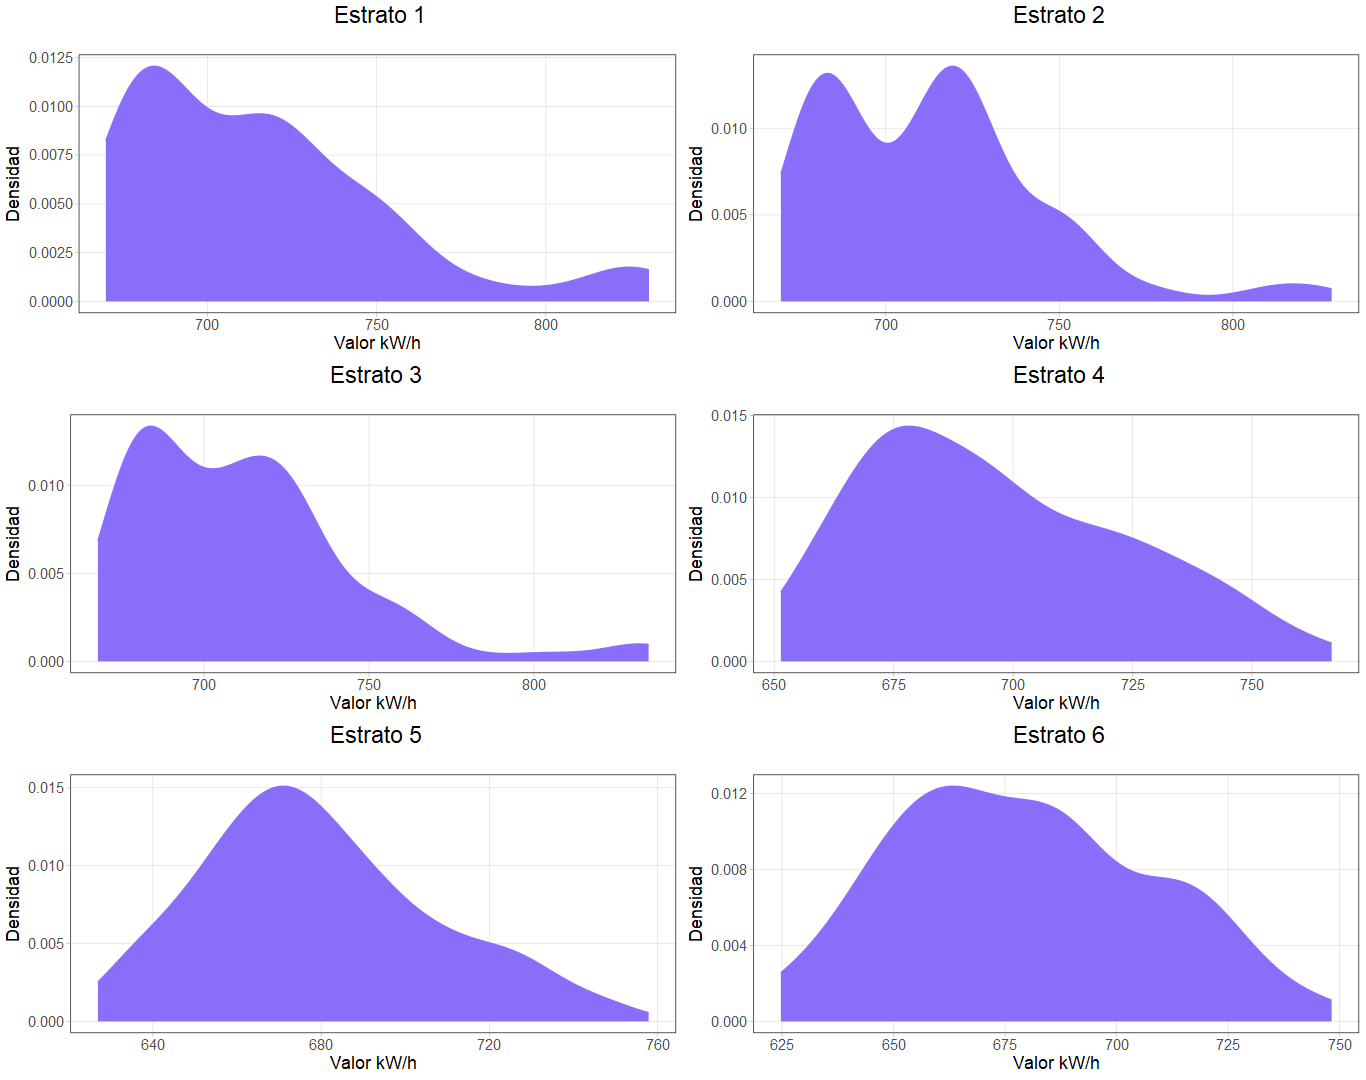 Estrato 1
Densidad
0.0125
0.0100
0.0075
0.0050
0.0025
0.0000
700 750 800
Valor kW/h
Estrato 2
Densidad
0.010
0.005
0.000
700 750 800
Valor kW/h
Estrato 3
Densidad
0.010
0.005
0.000
700 750 800
Valor kW/h
Estrato 4
Densidad
0.015
0.010
0.005
0.000
650 675 700 725 750
Valor kW/h
Estrato 5
Densidad
0.015
0.010
0.005
0.000
640 680 720 760
Valor kW/h
Estrato 6
Densidad
0.012
0.008
0.004
0.000
625 650 675 700 725 750
Valor kW/h